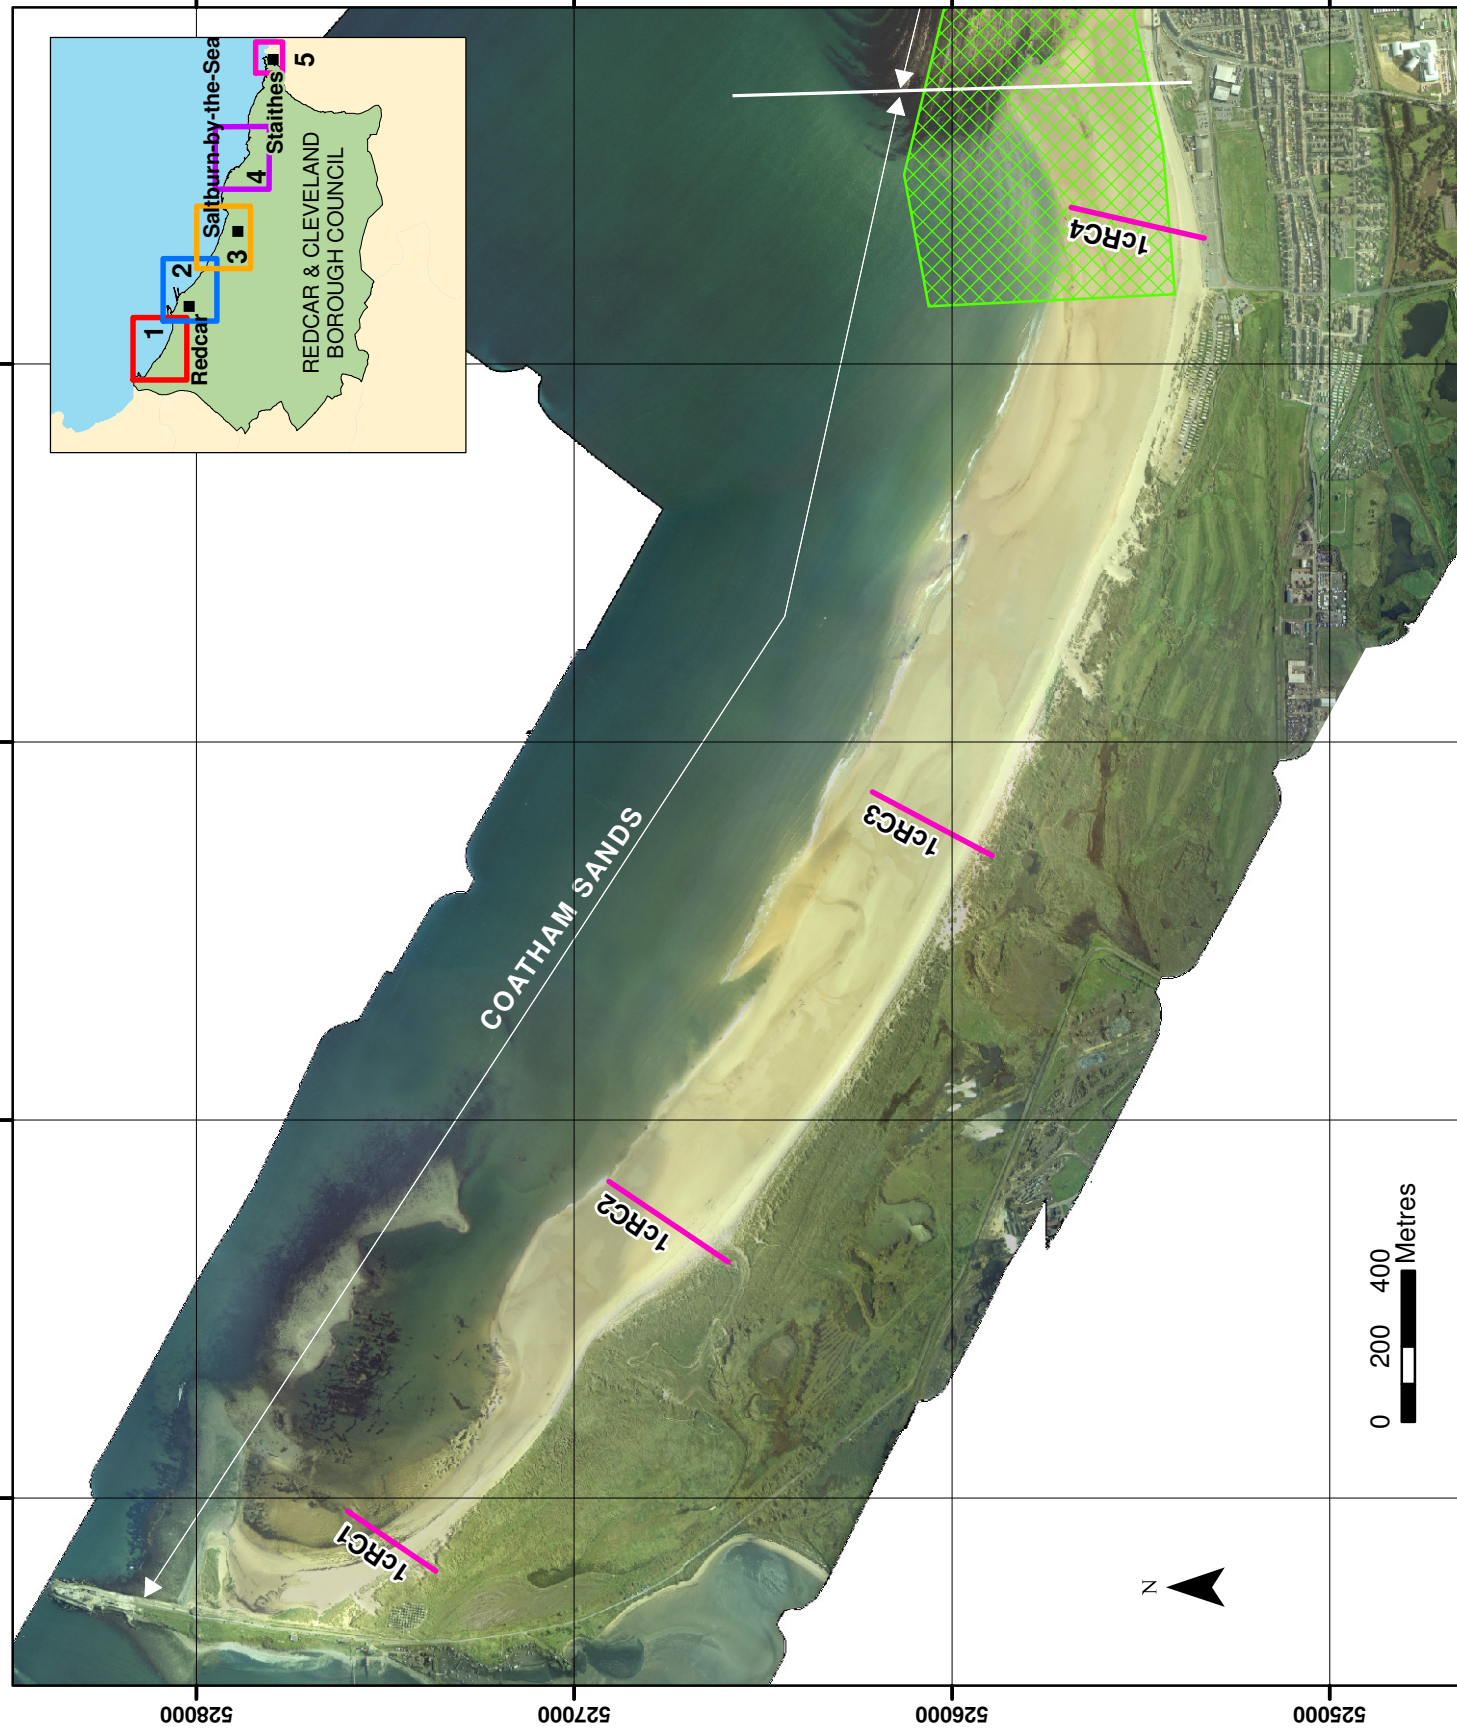 Saltburn-by-the-Sea
Staithes
Redcar
1
2
3
4
5
REDCAR & CLEVELAND
BOROUGH COUNCIL
COATHAM SANDS
1cRC1
1cRC2
1cRC3
1cRC4
N
0 200 400
Metres
528000
527000
526000
525000